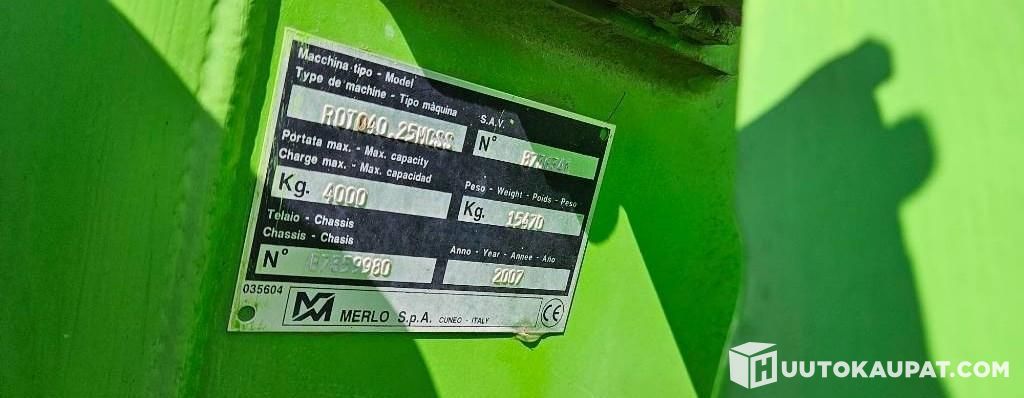 Macchina tipo - Model
Type de machine - Tipo màquina
ROTO40.25MCSS
S.A.V.
N°
Portata max. - Max. capacity
Charge max. - Max. capacidad
Kg. 4000
Peso - Weight - Poids - Peso
Kg. 15470
Telaio - Chassis
Chassis - Chasis
N°
Anno - Year - Annee - Año
2007
035604
MERLO S.p.A. CUNEO - ITALY
CE
HUUTOKAUPAT.COM